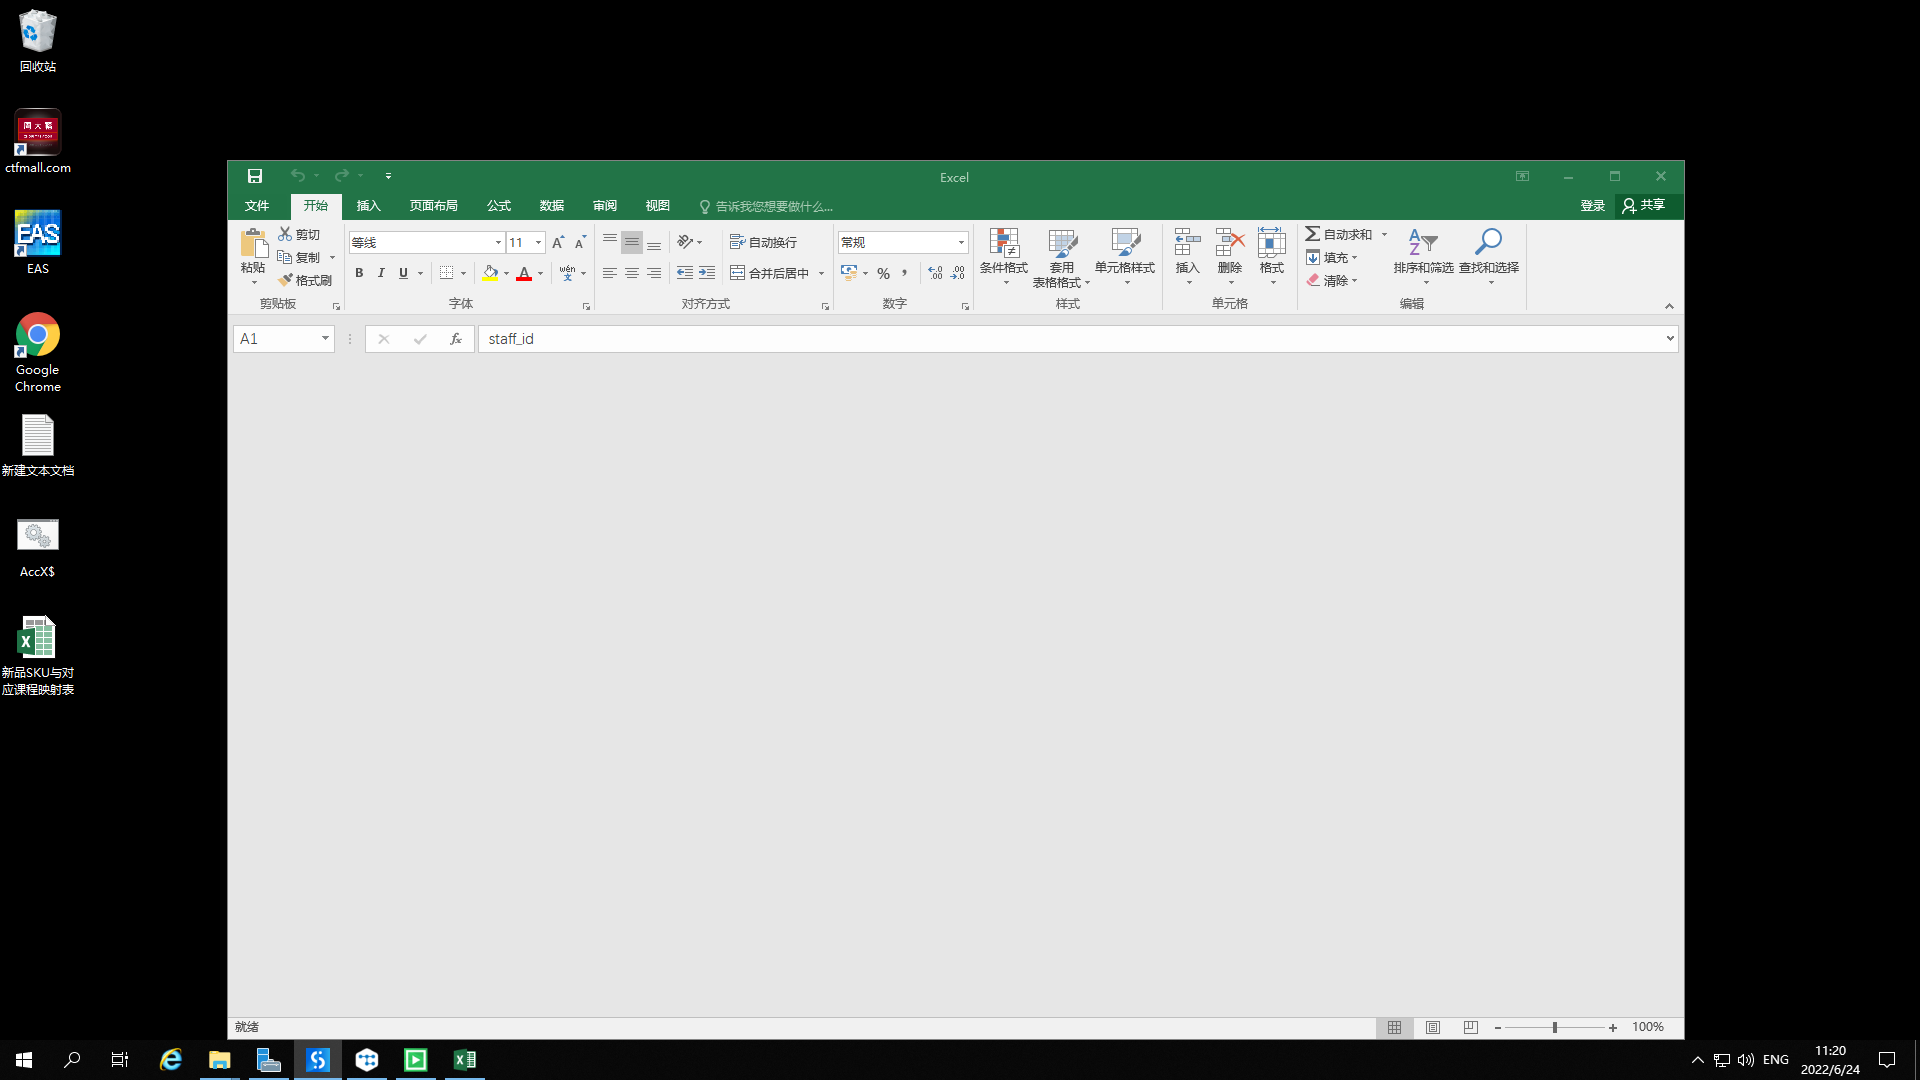 回收站
ctfmall.com
EAS
Google
Chrome
新建文本文档
AccX$
新品SKU与对
应课程映射表
Excel
文件 开始 插入 页面布局 公式 数据 审阅 视图 告诉我您想要做什么... 登录 共享
粘贴 剪切 复制 格式刷 剪贴板
等线 11 B I U A wén 文 字体
自动换行 合并后居中 对齐方式
常规 % , 数字
条件格式 套用
表格格式 单元格样式 样式
插入 删除 格式 单元格
自动求和 填充 清除 排序和筛选 查找和选择 编辑
A1 fx staff_id
就绪 100%
ENG 11:20
2022/6/24